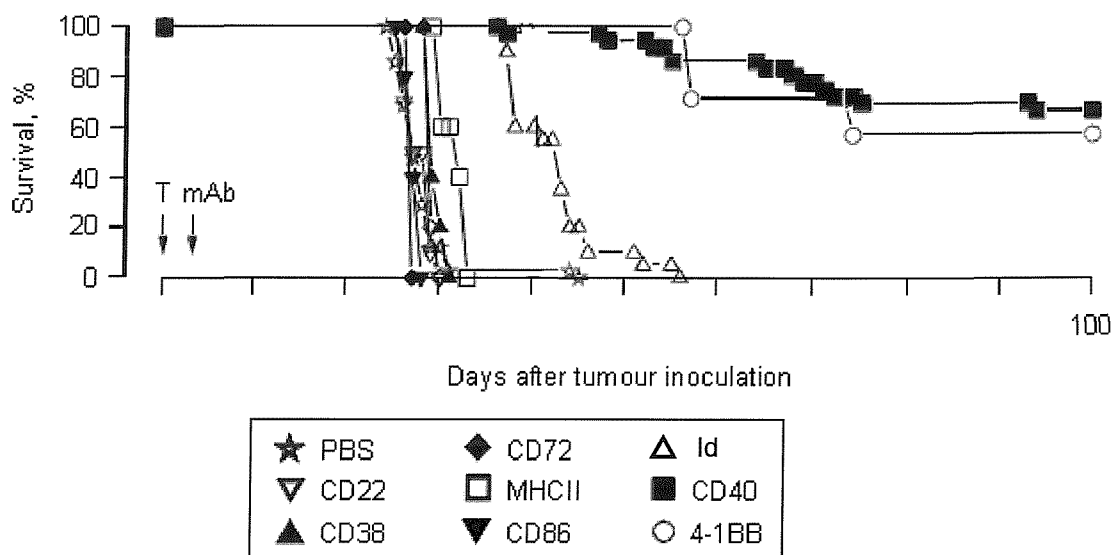 100
80
60
40
20
0
Survival, %
T mAb
100
Days after tumour inoculation
PBS CD72 Id
CD22 MHCII CD40
CD38 CD86 4-1BB